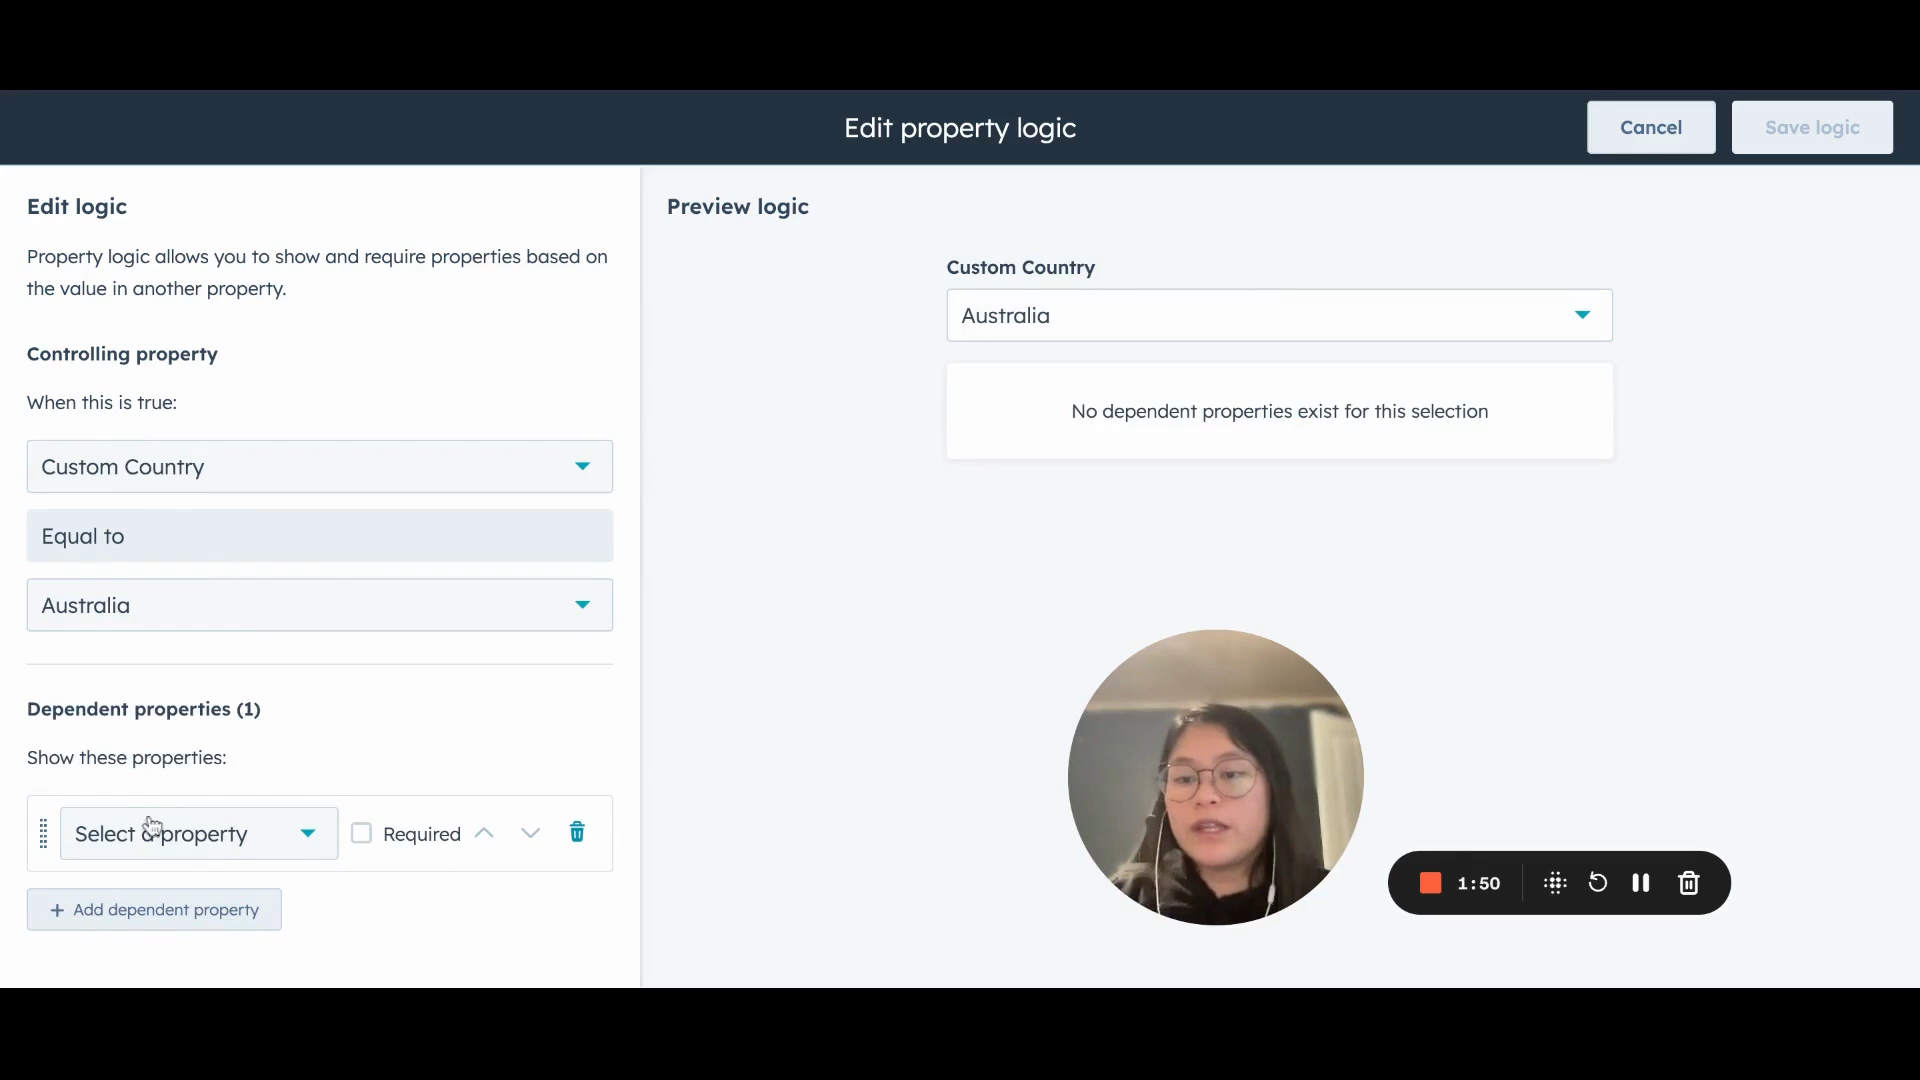 Edit property logic
Cancel
Save logic
Edit logic
Property logic allows you to show and require properties based on
the value in another property.
Controlling property
When this is true:
Custom Country
Equal to
Australia
Dependent properties (1)
Show these properties:
Select a property
Required
+ Add dependent property
Preview logic
Custom Country
Australia
No dependent properties exist for this selection
1:50